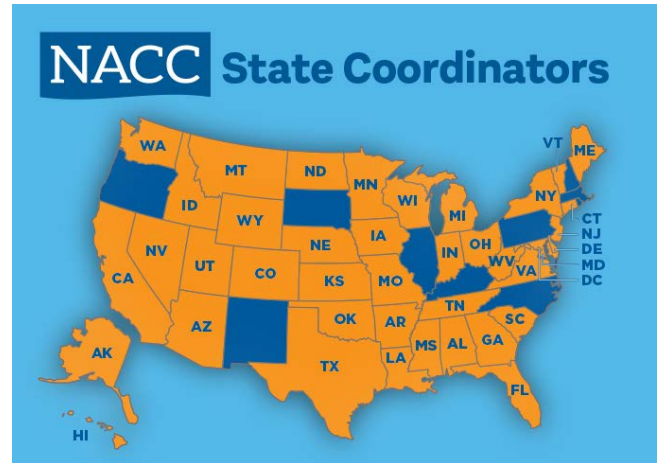 NACC State Coordinators
WA
MT
ND
MN
VT
ME
ID
WY
WI
MI
NY
NV
UT
CO
NE
IA
IN
OH
WV
VA
CT
NJ
DE
MD
DC
CA
KS
MO
AZ
OK
AR
TN
SC
TX
LA
MS
AL
GA
FL
AK
HI